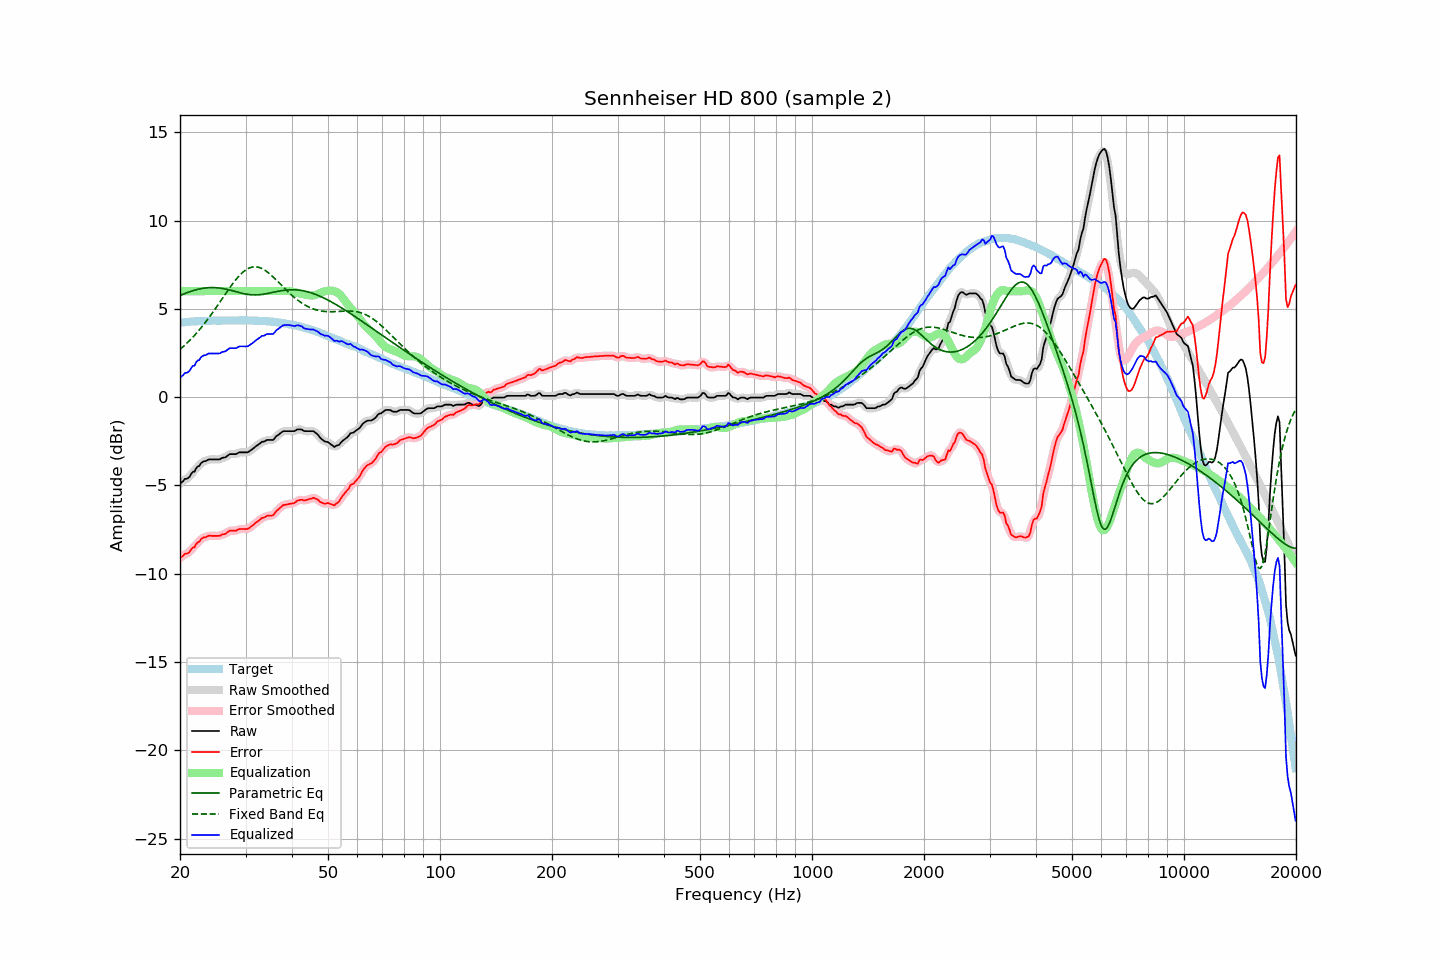 Sennheiser HD 800 (sample 2)
15
10
5
0
−5
−10
−15
−20
−25
Amplitude (dBr)
Target
Raw Smoothed
Error Smoothed
Raw
Error
Equalization
Parametric Eq
Fixed Band Eq
Equalized
20
50
100
200
500
1000
2000
5000
10000
20000
Frequency (Hz)